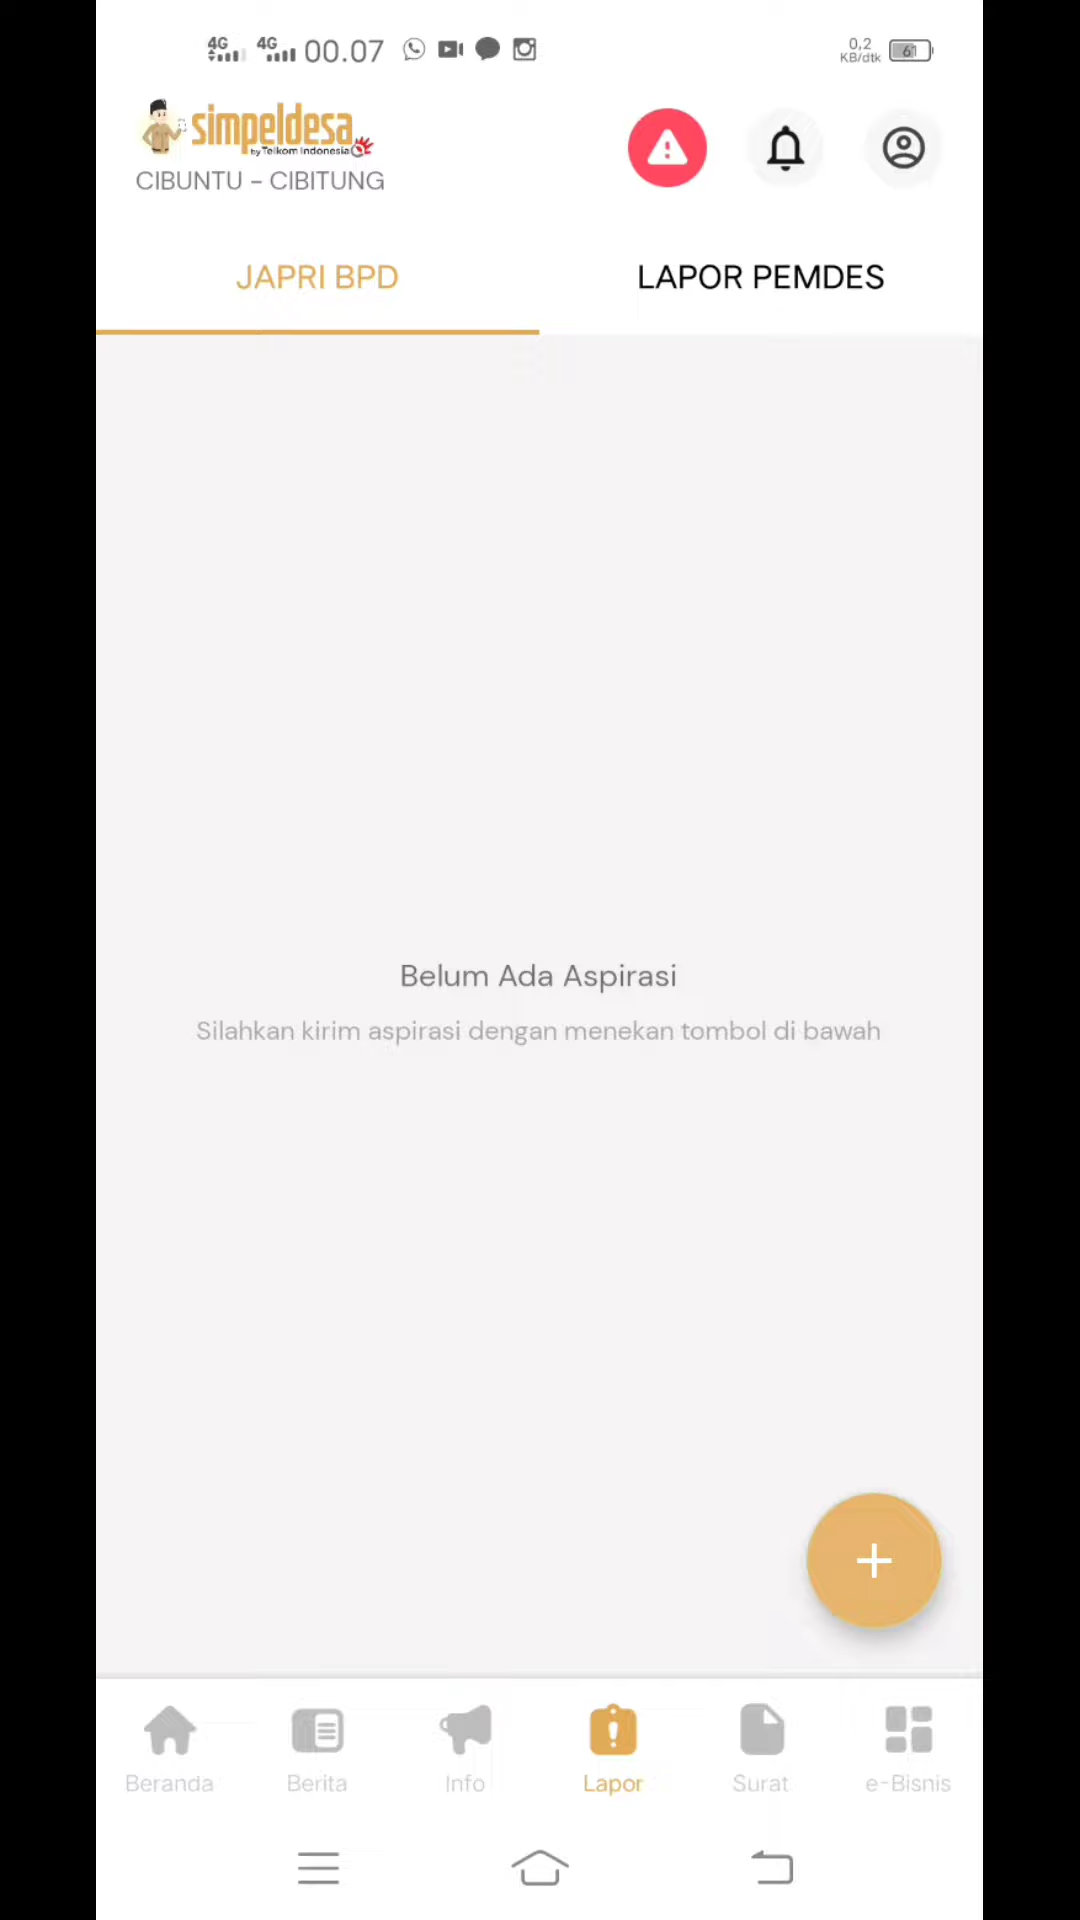 4G 4G 00.07 0,2 KB/dtk 61
simpeldesa
by Telkom Indonesia
CIBUNTU - CIBITUNG
JAPRI BPD LAPOR PEMDES
Belum Ada Aspirasi
Silahkan kirim aspirasi dengan menekan tombol di bawah
+
Beranda Berita Info Lapor Surat e-Bisnis